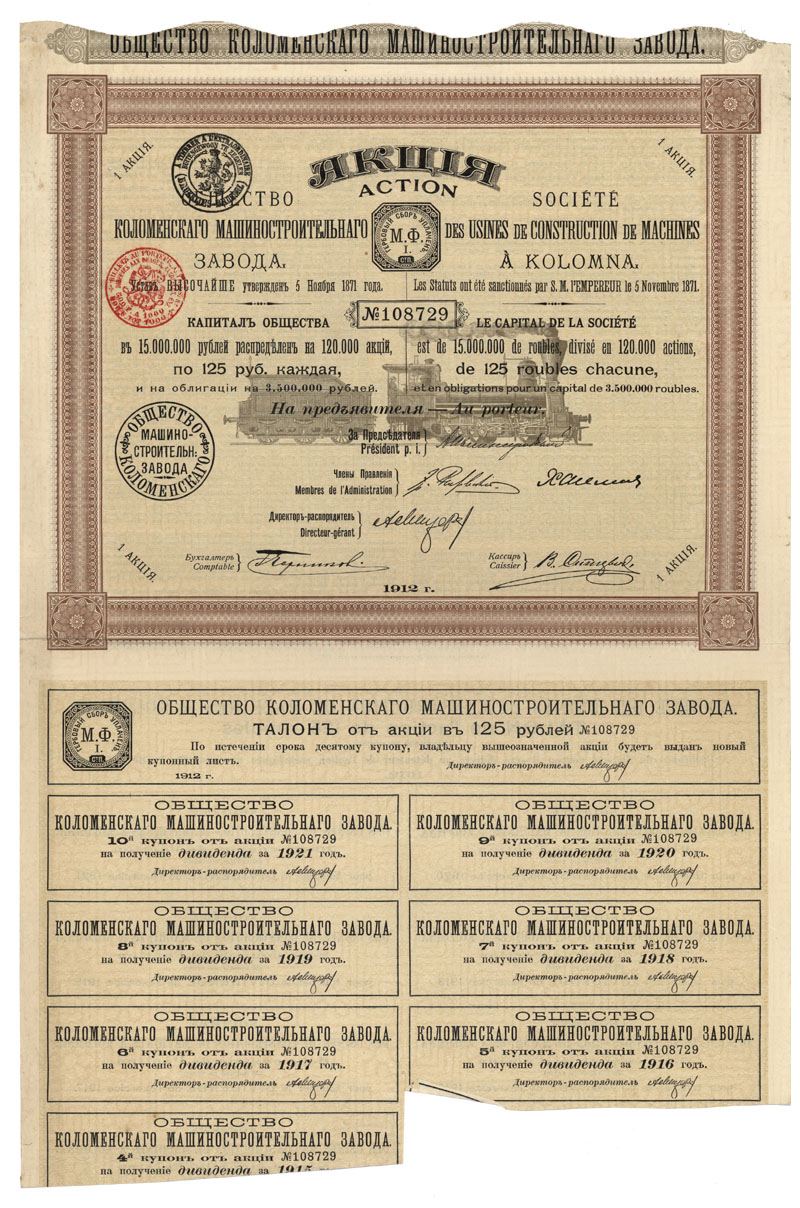 ОБЩЕСТВО КОЛОМЕНСКАГО МАШИНОСТРОИТЕЛЬНАГО ЗАВОДА.
1 АКЦІЯ.
1 АКЦІЯ.
АКЦІЯ
ACTION
ЩЕСТВО
КОЛОМЕНСКАГО МАШИНОСТРОИТЕЛЬНАГО
ЗАВОДА.
Уставъ ВЫСОЧАЙШЕ утвержденъ 5 Ноября 1871 года.
SOCIÉTÉ
DES USINES DE CONSTRUCTION DE MACHINES
À KOLOMNA.
Les Statuts ont été sanctionnés par S. M. l'EMPEREUR le 5 Novembre 1871.
ГЕРБОВЫЙ СБОРЪ УПЛАЧЕНЪ.
М.Ф.
I.
СТП.
№108729
КАПИТАЛЪ ОБЩЕСТВА
въ 15.000.000 рублей распредѣленъ на 120.000 акцій,
по 125 руб. каждая,
и на облигаціи на 3.500.000 рублей.
LE CAPITAL DE LA SOCIÉTÉ
est de 15.000.000 de roubles, divisé en 120.000 actions,
de 125 roubles chacune,
et en obligations pour un capital de 3.500.000 roubles.
На предъявителя — Au porteur.
ОБЩЕСТВО
МАШИНО-
СТРОИТЕЛЬН:
ЗАВОДА
КОЛОМЕНСКАГО
За Предсѣдателя
Président p. i.
Члены Правленія
Membres de l'Administration
Директоръ-распорядитель
Directeur-gérant
Бухгалтеръ
Comptable
Кассиръ
Caissier
1 АКЦІЯ.
1 АКЦІЯ.
1912 г.
ГЕРБОВЫЙ СБОРЪ УПЛАЧЕНЪ.
М.Ф.
I.
СТП.
ОБЩЕСТВО КОЛОМЕНСКАГО МАШИНОСТРОИТЕЛЬНАГО ЗАВОДА.
ТАЛОНЪ отъ акціи въ 125 рублей №108729
По истеченіи срока десятому купону, владѣльцу вышеозначенной акціи будетъ выданъ новый
купонный листъ.
Директоръ-распорядитель
1912 г.
ОБЩЕСТВО
КОЛОМЕНСКАГО МАШИНОСТРОИТЕЛЬНАГО ЗАВОДА.
10й купонъ отъ акціи №108729
на полученіе дивиденда за 1921 годъ.
Директоръ-распорядитель
ОБЩЕСТВО
КОЛОМЕНСКАГО МАШИНОСТРОИТЕЛЬНАГО ЗАВОДА.
9й купонъ отъ акціи №108729
на полученіе дивиденда за 1920 годъ.
Директоръ-распорядитель
ОБЩЕСТВО
КОЛОМЕНСКАГО МАШИНОСТРОИТЕЛЬНАГО ЗАВОДА.
8й купонъ отъ акціи №108729
на полученіе дивиденда за 1919 годъ.
Директоръ-распорядитель
ОБЩЕСТВО
КОЛОМЕНСКАГО МАШИНОСТРОИТЕЛЬНАГО ЗАВОДА.
7й купонъ отъ акціи №108729
на полученіе дивиденда за 1918 годъ.
Директоръ-распорядитель
ОБЩЕСТВО
КОЛОМЕНСКАГО МАШИНОСТРОИТЕЛЬНАГО ЗАВОДА.
6й купонъ отъ акціи №108729
на полученіе дивиденда за 1917 годъ.
Директоръ-распорядитель
ОБЩЕСТВО
КОЛОМЕНСКАГО МАШИНОСТРОИТЕЛЬНАГО ЗАВОДА.
5й купонъ отъ акціи №108729
на полученіе дивиденда за 1916 годъ.
Директоръ-распорядитель
ОБЩЕСТВО
КОЛОМЕНСКАГО МАШИНОСТРОИТЕЛЬНАГО ЗАВОДА.
4й купонъ отъ акціи №108729
на полученіе дивиденда за 1915 годъ.